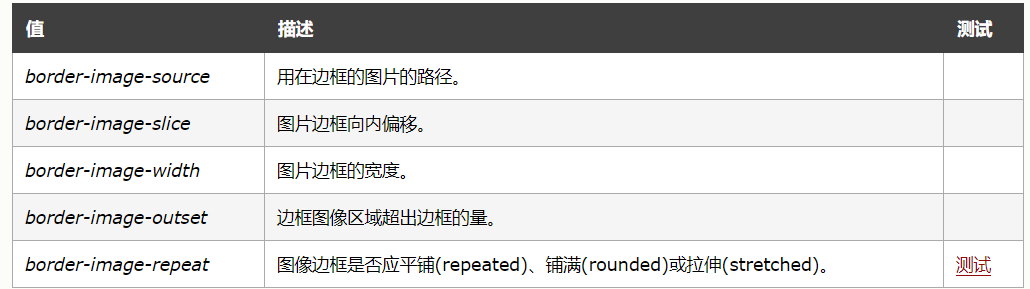 值 描述 测试
border-image-source 用在边框的图片的路径。
border-image-slice 图片边框向内偏移。
border-image-width 图片边框的宽度。
border-image-outset 边框图像区域超出边框的量。
border-image-repeat 图像边框是否应平铺(repeated)、铺满(rounded)或拉伸(stretched)。 测试